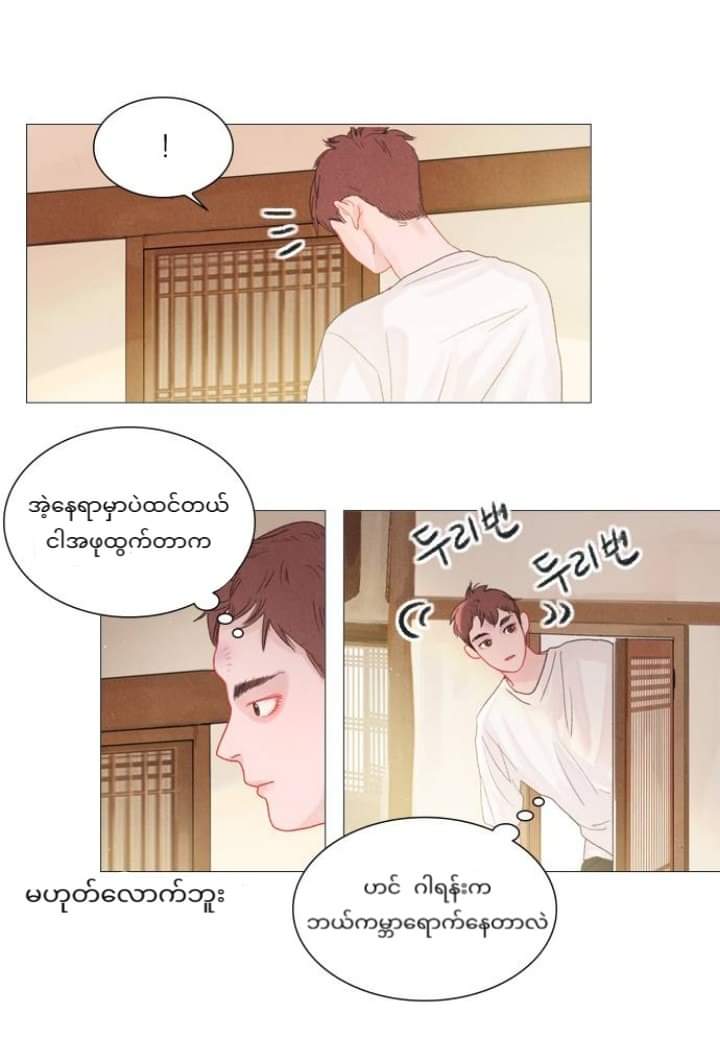 !
အဲ့နေရာမှာပဲထင်တယ်
ငါအဖုထွက်တာက
မဟုတ်လောက်ဘူး
두리번
두리번
ဟင် ဂါရန်းက
ဘယ်ကမ္ဘာရောက်နေတာလဲ